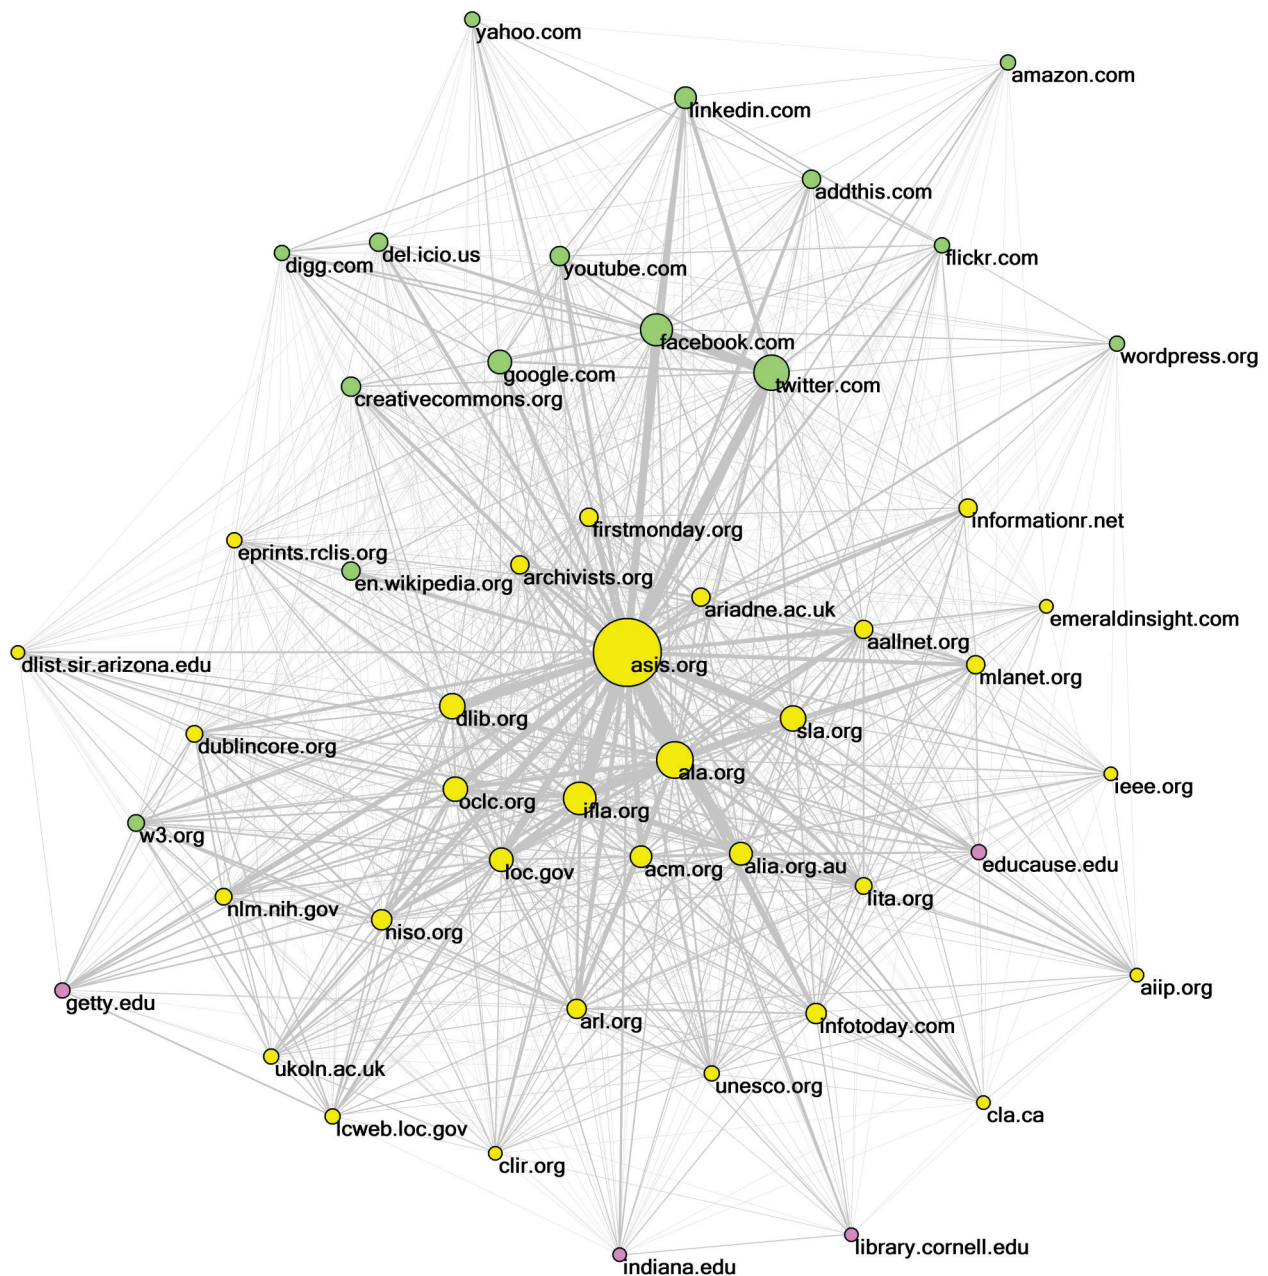 yahoo.com
amazon.com
linkedin.com
addthis.com
del.icio.us
digg.com
youtube.com
flickr.com
facebook.com
wordpress.org
google.com
twitter.com
creativecommons.org
informationr.net
firstmonday.org
eprints.rclis.org
archivists.org
en.wikipedia.org
ariadne.ac.uk
emeraldinsight.com
aallnet.org
dlist.sir.arizona.edu
asis.org
mlanet.org
dlib.org
sla.org
dublincore.org
ala.org
ieee.org
oclc.org
ifla.org
w3.org
educause.edu
loc.gov
acm.org
alia.org.au
lita.org
nlm.nih.gov
niso.org
aiip.org
getty.edu
arl.org
infotoday.com
ukoln.ac.uk
unesco.org
cla.ca
lcweb.loc.gov
clir.org
library.cornell.edu
indiana.edu